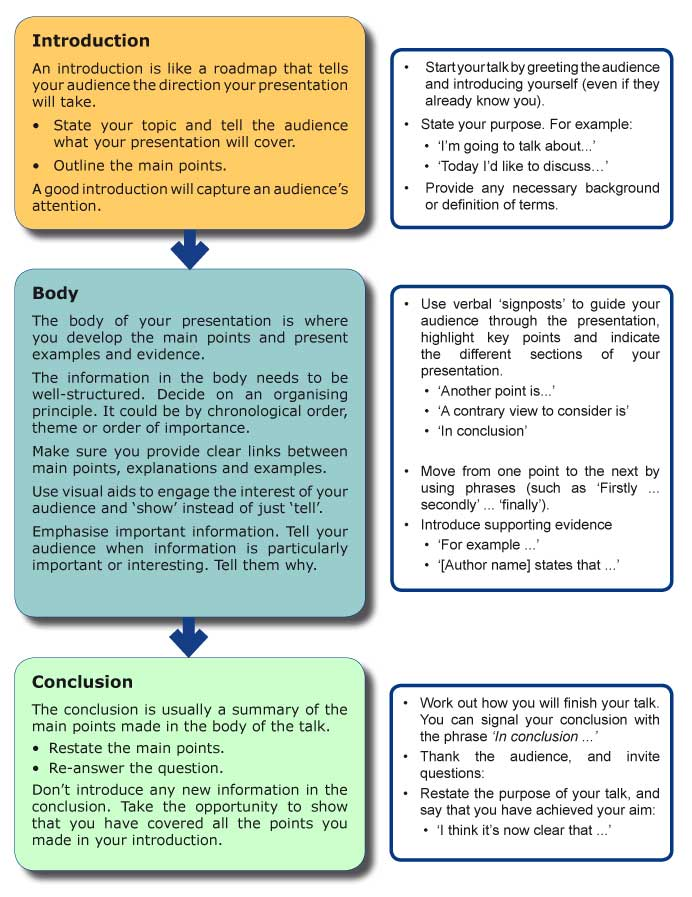 Introduction
An introduction is like a roadmap that tells
your audience the direction your presentation
will take.
• State your topic and tell the audience
what your presentation will cover.
• Outline the main points.
A good introduction will capture an audience’s
attention.
• Start your talk by greeting the audience
and introducing yourself (even if they
already know you).
• State your purpose. For example:
• ‘I’m going to talk about...’
• ‘Today I’d like to discuss…’
• Provide any necessary background
or definition of terms.
Body
The body of your presentation is where
you develop the main points and present
examples and evidence.
The information in the body needs to be
well-structured. Decide on an organising
principle. It could be by chronological order,
theme or order of importance.
Make sure you provide clear links between
main points, explanations and examples.
Use visual aids to engage the interest of your
audience and ‘show’ instead of just ‘tell’.
Emphasise important information. Tell your
audience when information is particularly
important or interesting. Tell them why.
• Use verbal ‘signposts’ to guide your
audience through the presentation,
highlight key points and indicate
the different sections of your
presentation.
• ‘Another point is...’
• ‘A contrary view to consider is’
• ‘In conclusion’
• Move from one point to the next by
using phrases (such as ‘Firstly ...
secondly’ ... ‘finally’).
• Introduce supporting evidence
• ‘For example ...’
• ‘[Author name] states that ...’
Conclusion
The conclusion is usually a summary of the
main points made in the body of the talk.
• Restate the main points.
• Re-answer the question.
Don’t introduce any new information in the
conclusion. Take the opportunity to show
that you have covered all the points you
made in your introduction.
• Work out how you will finish your talk.
You can signal your conclusion with
the phrase ‘In conclusion ...’
• Thank the audience, and invite
questions:
• Restate the purpose of your talk, and
say that you have achieved your aim:
• ‘I think it’s now clear that ...’